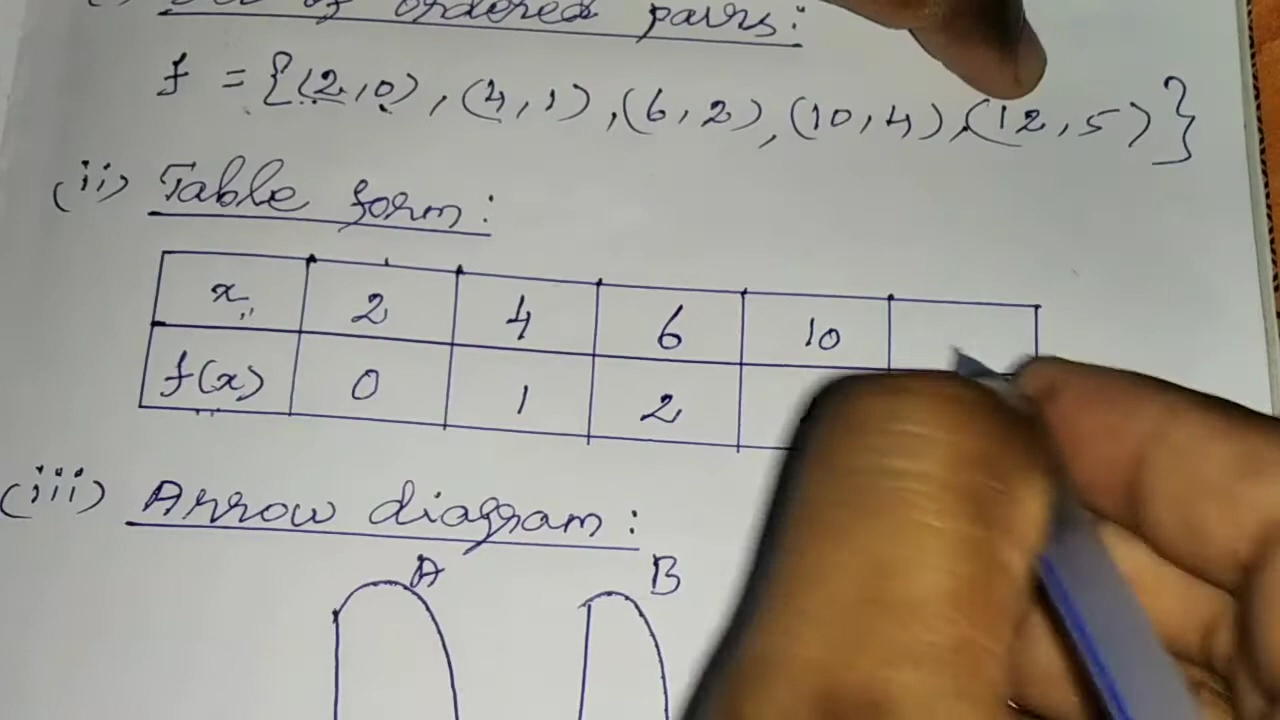 of ordered pairs:
f = {(2,0), (4,1), (6,2), (10,4), (12,5)}
(ii) Table form:
x 2 4 6 10
f(x) 0 1 2
(iii) Arrow diagram:
A B